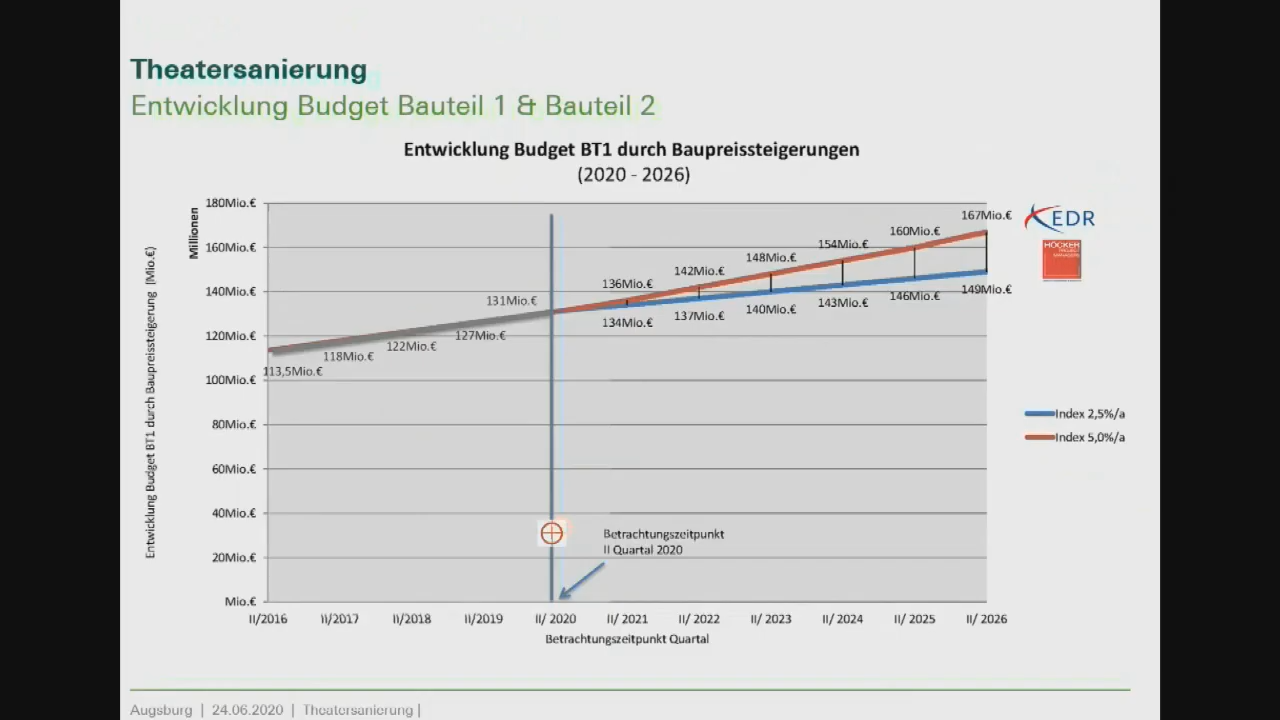 Theatersanierung
Entwicklung Budget Bauteil 1 & Bauteil 2
Entwicklung Budget BT1 durch Baupreissteigerungen
(2020 - 2026)
Entwicklung Budget BT1 durch Baupreissteigerung (Mio.€)
Millionen
180Mio.€
160Mio.€
140Mio.€
120Mio.€
100Mio.€
80Mio.€
60Mio.€
40Mio.€
20Mio.€
Mio.€
113,5Mio.€
118Mio.€
122Mio.€
127Mio.€
131Mio.€
136Mio.€
142Mio.€
148Mio.€
154Mio.€
160Mio.€
167Mio.€
134Mio.€
137Mio.€
140Mio.€
143Mio.€
146Mio.€
149Mio.€
EDR
HÖCKER
PROJECT
MANAGERS
Index 2,5%/a
Index 5,0%/a
Betrachtungszeitpunkt
II Quartal 2020
II/2016 II/2017 II/2018 II/2019 II/ 2020 II/ 2021 II/ 2022 II/ 2023 II/ 2024 II/ 2025 II/ 2026
Betrachtungszeitpunkt Quartal
Augsburg | 24.06.2020 | Theatersanierung |